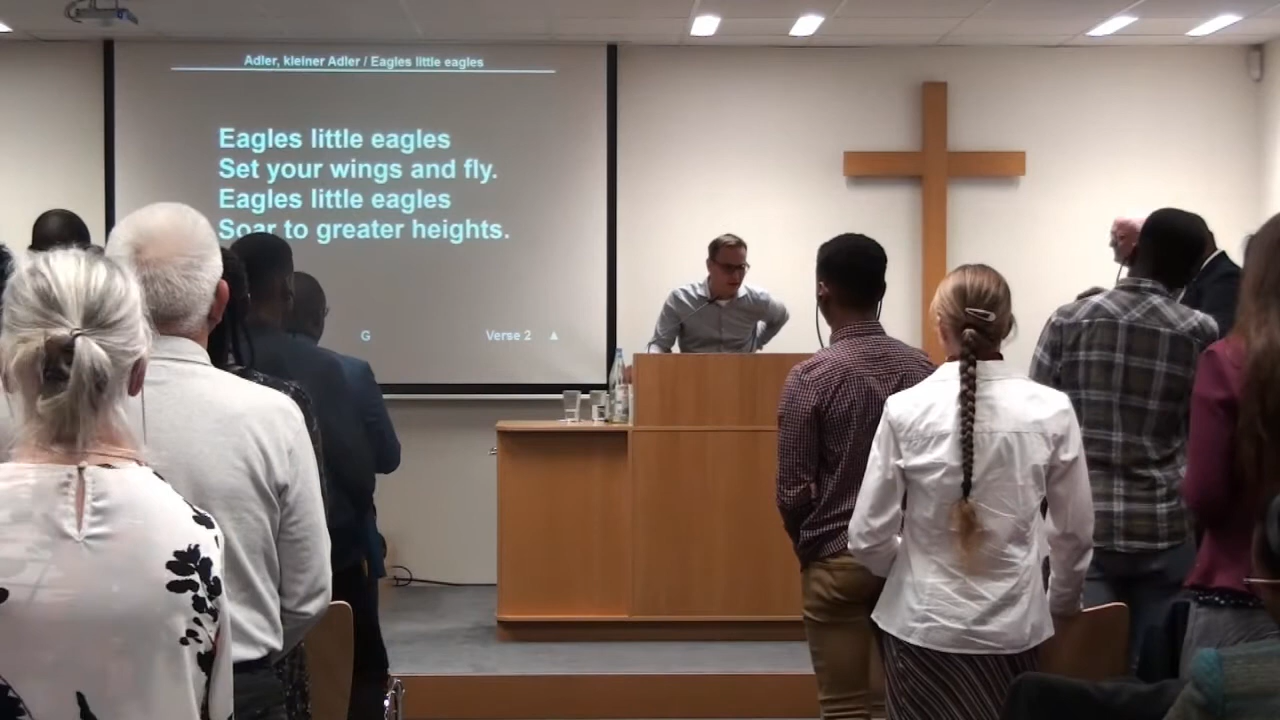 Adler, kleiner Adler / Eagles little eagles
Eagles little eagles
Set your wings and fly.
Eagles little eagles
Soar to greater heights.
G Verse 2 ▲